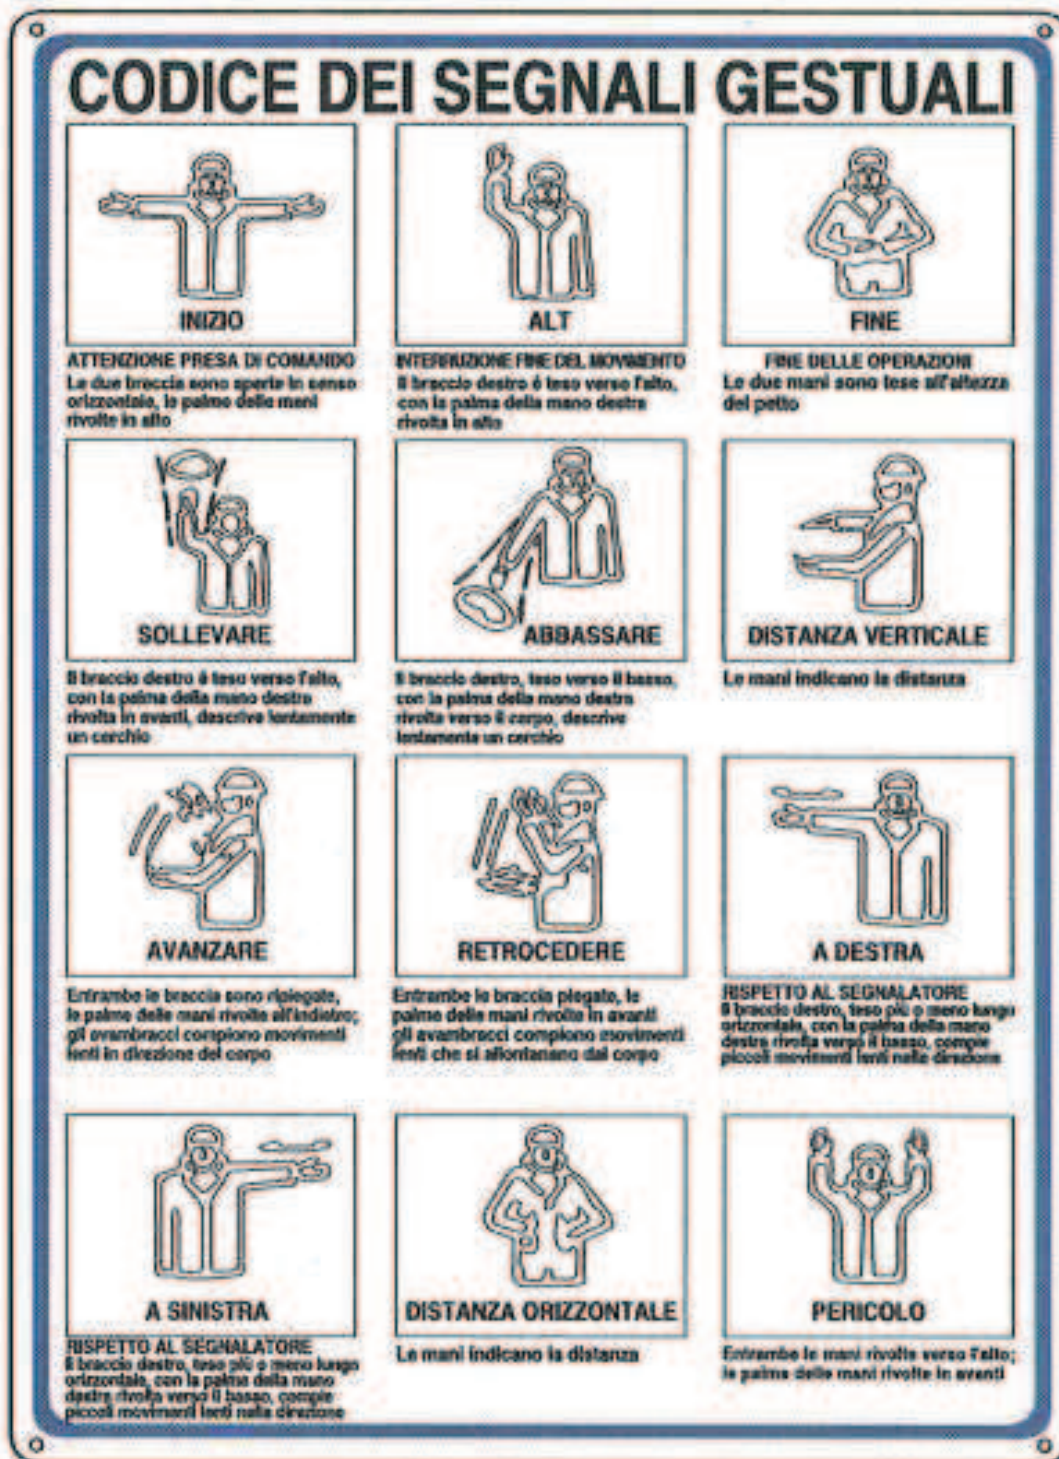 CODICE DEI SEGNALI GESTUALI
INIZIO
ATTENZIONE PRESA DI COMANDO
Le due braccia sono aperte in senso
orizzontale, le palme delle mani
rivolte in alto
ALT
INTERRUZIONE FINE DEL MOVIMENTO
Il braccio destro é teso verso l'alto,
con la palma della mano destra
rivolta in alto
FINE
FINE DELLE OPERAZIONI
Le due mani sono tese all'altezza
del petto
SOLLEVARE
Il braccio destro é teso verso l'alto,
con la palma della mano destra
rivolta in avanti, descrive lentamente
un cerchio
ABBASSARE
Il braccio destro, teso verso il basso,
con la palma della mano destra
rivolta verso il corpo, descrive
lentamente un cerchio
DISTANZA VERTICALE
Le mani indicano la distanza
AVANZARE
Entrambe le braccia sono ripiegate,
le palme delle mani rivolte all'indietro;
gli avambracci compiono movimenti
lenti in direzione del corpo
RETROCEDERE
Entrambe le braccia piegate, le
palme delle mani rivolte in avanti
gli avambracci compiono movimenti
lenti che si allontanano dal corpo
A DESTRA
RISPETTO AL SEGNALATORE
Il braccio destro, teso più o meno lungo
orizzontale, con la palma della mano
destra rivolta verso il basso, compie
piccoli movimenti lenti nella direzione
A SINISTRA
RISPETTO AL SEGNALATORE
Il braccio destro, teso più o meno lungo
orizzontale, con la palma della mano
destra rivolta verso il basso, compie
piccoli movimenti lenti nella direzione
DISTANZA ORIZZONTALE
Le mani indicano la distanza
PERICOLO
Entrambe le mani rivolte verso l'alto;
le palme delle mani rivolte in avanti